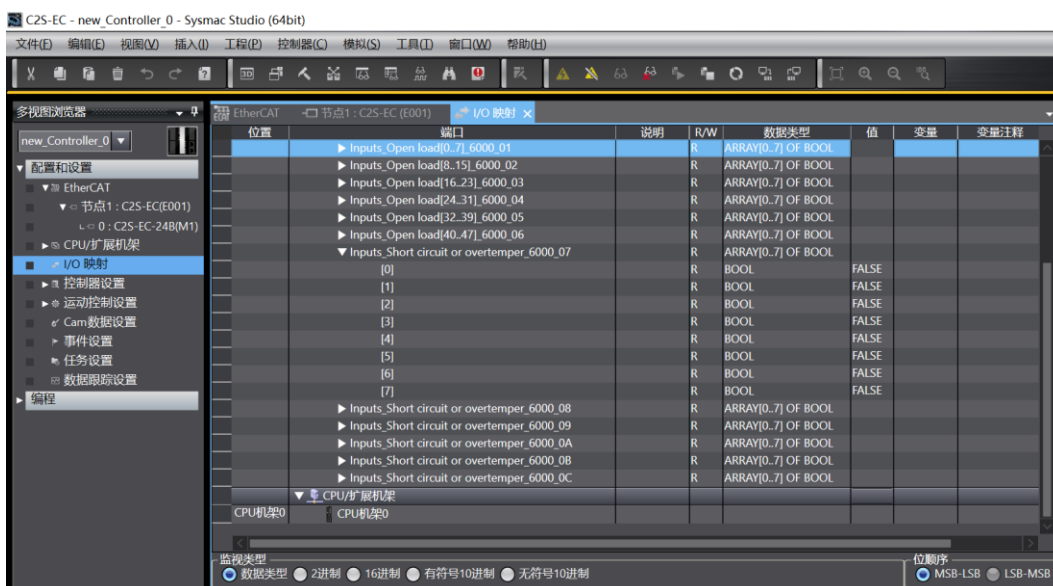 C2S-EC - new_Controller_0 - Sysmac Studio (64bit)
文件(F) 编辑(E) 视图(V) 插入(I) 工程(P) 控制器(C) 模拟(S) 工具(T) 窗口(W) 帮助(H)
多视图浏览器
new_Controller_0
配置和设置
EtherCAT
节点1 : C2S-EC(E001)
0 : C2S-EC-24B(M1)
CPU/扩展机架
I/O 映射
控制器设置
运动控制设置
Cam数据设置
事件设置
任务设置
数据跟踪设置
编程
EtherCAT 节点1 : C2S-EC (E001) I/O 映射
位置 端口 说明 R/W 数据类型 值 变量 变量注释
Inputs_Open load[0..7]_6000_01 R ARRAY[0..7] OF BOOL
Inputs_Open load[8..15]_6000_02 R ARRAY[0..7] OF BOOL
Inputs_Open load[16..23]_6000_03 R ARRAY[0..7] OF BOOL
Inputs_Open load[24..31]_6000_04 R ARRAY[0..7] OF BOOL
Inputs_Open load[32..39]_6000_05 R ARRAY[0..7] OF BOOL
Inputs_Open load[40..47]_6000_06 R ARRAY[0..7] OF BOOL
Inputs_Short circuit or overtemper_6000_07 R ARRAY[0..7] OF BOOL
[0] R BOOL FALSE
[1] R BOOL FALSE
[2] R BOOL FALSE
[3] R BOOL FALSE
[4] R BOOL FALSE
[5] R BOOL FALSE
[6] R BOOL FALSE
[7] R BOOL FALSE
Inputs_Short circuit or overtemper_6000_08 R ARRAY[0..7] OF BOOL
Inputs_Short circuit or overtemper_6000_09 R ARRAY[0..7] OF BOOL
Inputs_Short circuit or overtemper_6000_0A R ARRAY[0..7] OF BOOL
Inputs_Short circuit or overtemper_6000_0B R ARRAY[0..7] OF BOOL
Inputs_Short circuit or overtemper_6000_0C R ARRAY[0..7] OF BOOL
CPU/扩展机架
CPU机架0 CPU机架0
监视类型
数据类型 2进制 16进制 有符号10进制 无符号10进制
位顺序
MSB-LSB LSB-MSB